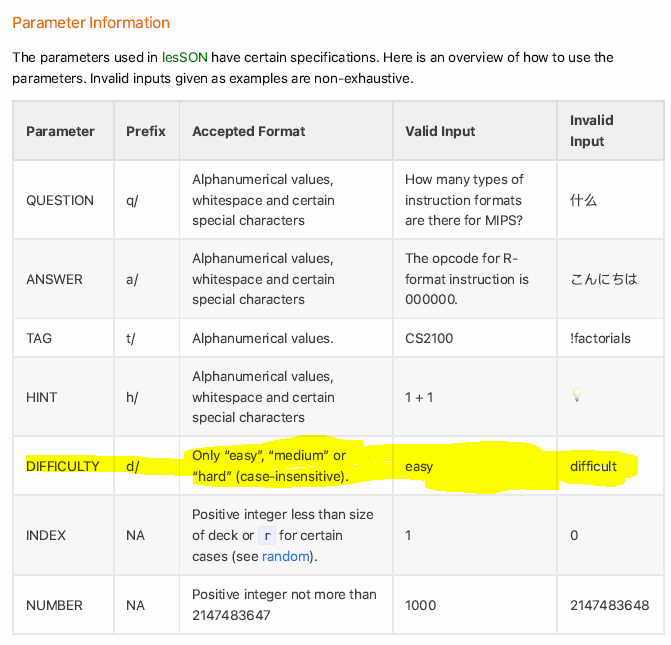 Parameter Information
The parameters used in lesSON have certain specifications. Here is an overview of how to use the
parameters. Invalid inputs given as examples are non-exhaustive.
Parameter Prefix Accepted Format Valid Input Invalid Input
QUESTION q/ Alphanumerical values, whitespace and certain special characters How many types of instruction formats are there for MIPS? 什么
ANSWER a/ Alphanumerical values, whitespace and certain special characters The opcode for R-format instruction is 000000. こんにちは
TAG t/ Alphanumerical values. CS2100 !factorials
HINT h/ Alphanumerical values, whitespace and certain special characters 1 + 1 💡
DIFFICULTY d/ Only “easy”, “medium” or “hard” (case-insensitive). easy difficult
INDEX NA Positive integer less than size of deck or r for certain cases (see random). 1 0
NUMBER NA Positive integer not more than 2147483647 1000 2147483648